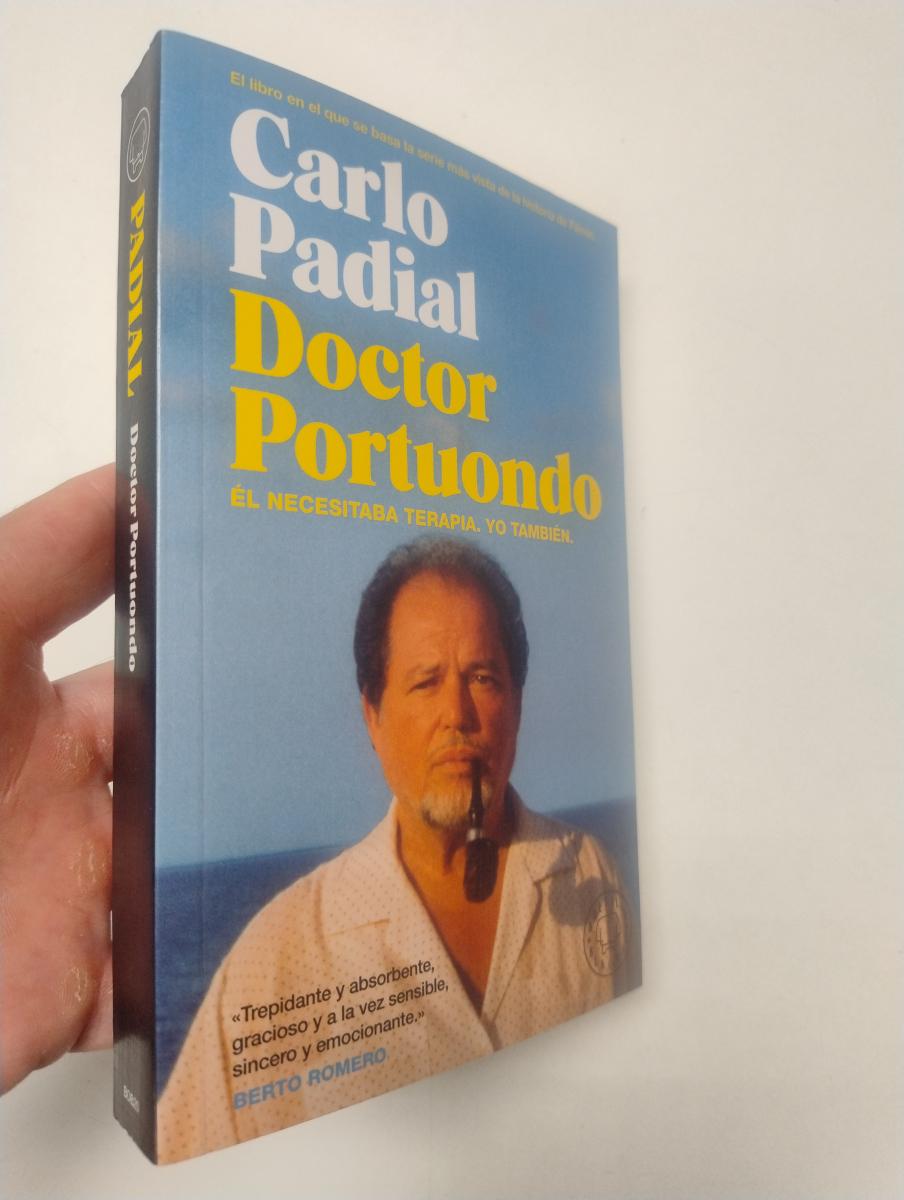 El libro en el que se basa la serie más vista de la historia de Filmin
Carlo
Padial
Doctor
Portuondo
ÉL NECESITABA TERAPIA. YO TAMBIÉN.
«Trepidante y absorbente,
gracioso y a la vez sensible,
sincero y emocionante.»
BERTO ROMERO
PADIAL
Doctor Portuondo